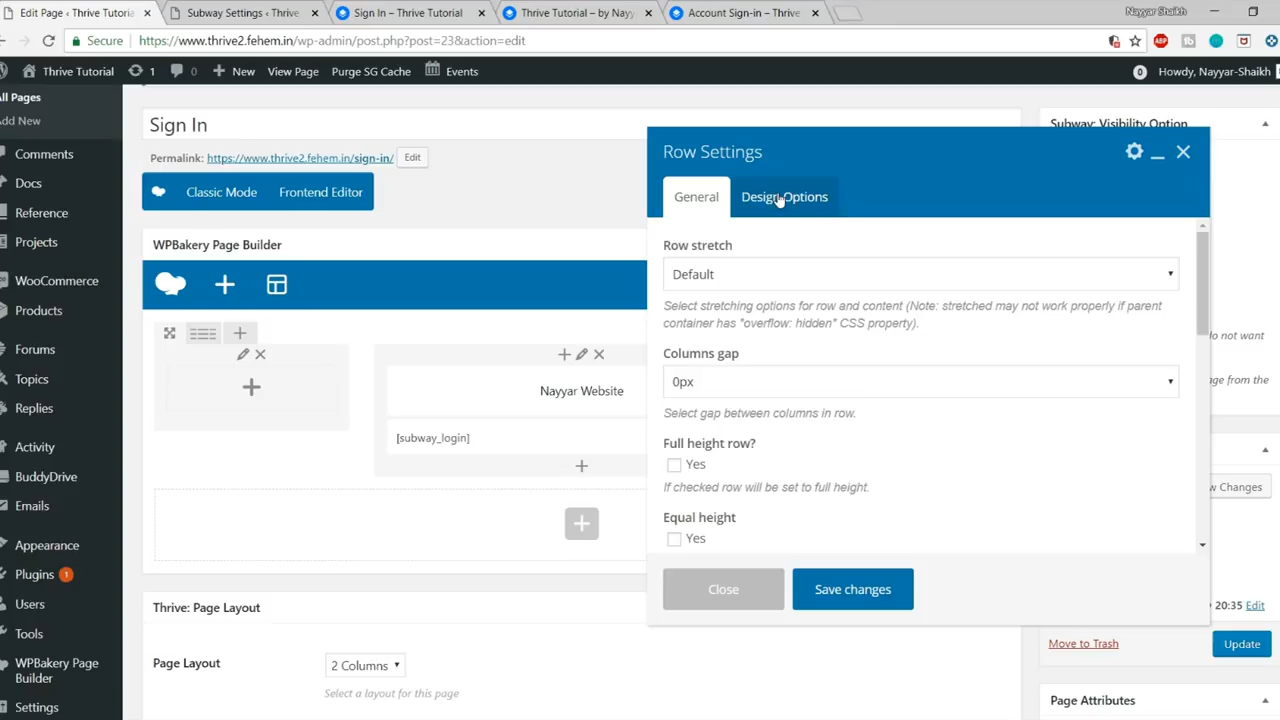 Edit Page ‹ Thrive Tutoria
Subway Settings ‹ Thrive
Sign In – Thrive Tutorial
Thrive Tutorial – by Nayy
Account Sign-in – Thrive
Nayyar Shaikh
Secure
https://www.thrive2.fehem.in/wp-admin/post.php?post=23&action=edit
ABP
Thrive Tutorial
1
0
New
View Page
Purge SG Cache
Events
0
Howdy, Nayyar-Shaikh
All Pages
Add New
Comments
Docs
Reference
Projects
WooCommerce
Products
Forums
Topics
Replies
Activity
BuddyDrive
Emails
Appearance
Plugins 1
Users
Tools
WPBakery Page
Builder
Settings
Sign In
Permalink: https://www.thrive2.fehem.in/sign-in/ Edit
Classic Mode
Frontend Editor
WPBakery Page Builder
Nayyar Website
[subway_login]
Thrive: Page Layout
Page Layout
2 Columns
Select a layout for this page
Row Settings
General
Design Options
Row stretch
Default
Select stretching options for row and content (Note: stretched may not work properly if parent
container has "overflow: hidden" CSS property).
Columns gap
0px
Select gap between columns in row.
Full height row?
Yes
If checked row will be set to full height.
Equal height
Yes
Close
Save changes
Subway: Visibility Option
do not want
age from the
w Changes
20:35 Edit
Move to Trash
Update
Page Attributes